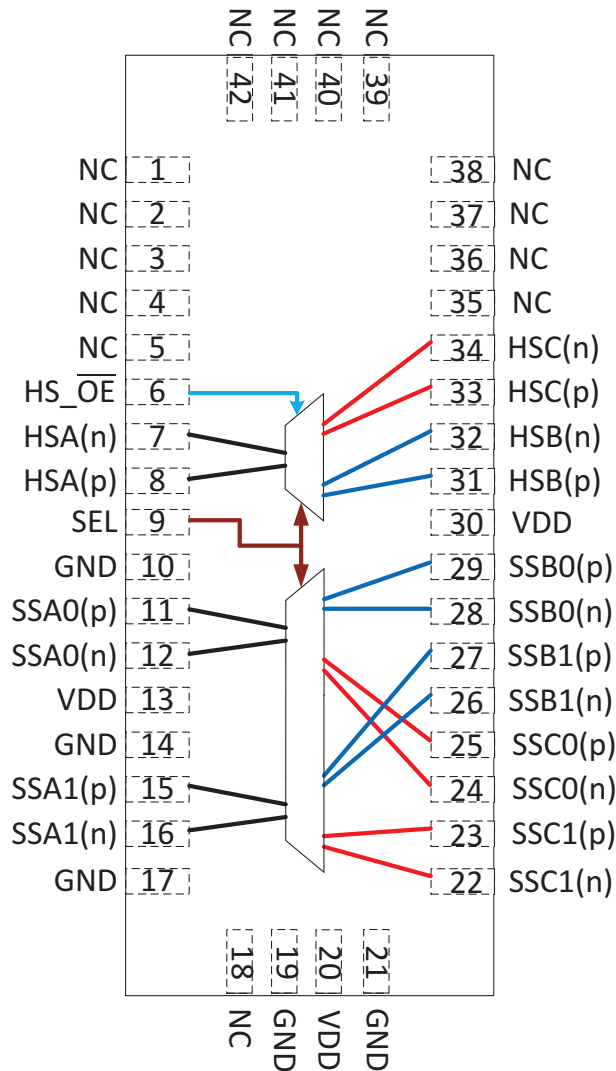 NC NC NC NC
42 41 40 39
NC 1 38 NC
NC 2 37 NC
NC 3 36 NC
NC 4 35 NC
NC 5 34 HSC(n)
HS_OE 6 33 HSC(p)
HSA(n) 7 32 HSB(n)
HSA(p) 8 31 HSB(p)
SEL 9 30 VDD
GND 10 29 SSB0(p)
SSA0(p) 11 28 SSB0(n)
SSA0(n) 12 27 SSB1(p)
VDD 13 26 SSB1(n)
GND 14 25 SSC0(p)
SSA1(p) 15 24 SSC0(n)
SSA1(n) 16 23 SSC1(p)
GND 17 22 SSC1(n)
18 19 20 21
NC GND VDD GND